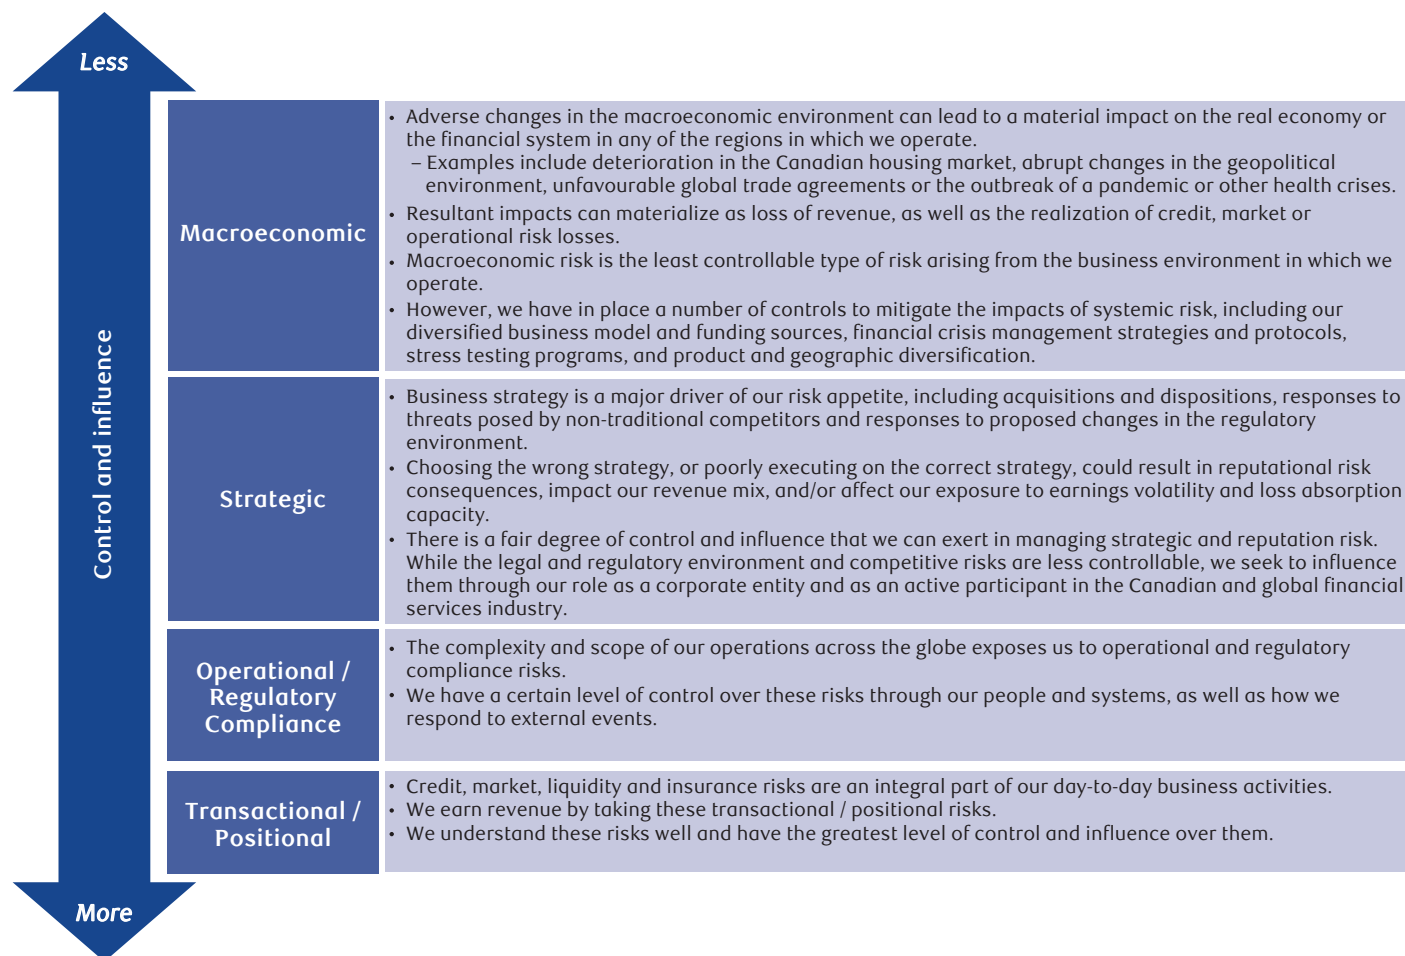 Less
Control and influence
More
Macroeconomic
• Adverse changes in the macroeconomic environment can lead to a material impact on the real economy or
the financial system in any of the regions in which we operate.
– Examples include deterioration in the Canadian housing market, abrupt changes in the geopolitical
environment, unfavourable global trade agreements or the outbreak of a pandemic or other health crises.
• Resultant impacts can materialize as loss of revenue, as well as the realization of credit, market or
operational risk losses.
• Macroeconomic risk is the least controllable type of risk arising from the business environment in which we
operate.
• However, we have in place a number of controls to mitigate the impacts of systemic risk, including our
diversified business model and funding sources, financial crisis management strategies and protocols,
stress testing programs, and product and geographic diversification.
Strategic
• Business strategy is a major driver of our risk appetite, including acquisitions and dispositions, responses to
threats posed by non-traditional competitors and responses to proposed changes in the regulatory
environment.
• Choosing the wrong strategy, or poorly executing on the correct strategy, could result in reputational risk
consequences, impact our revenue mix, and/or affect our exposure to earnings volatility and loss absorption
capacity.
• There is a fair degree of control and influence that we can exert in managing strategic and reputation risk.
While the legal and regulatory environment and competitive risks are less controllable, we seek to influence
them through our role as a corporate entity and as an active participant in the Canadian and global financial
services industry.
Operational /
Regulatory
Compliance
• The complexity and scope of our operations across the globe exposes us to operational and regulatory
compliance risks.
• We have a certain level of control over these risks through our people and systems, as well as how we
respond to external events.
Transactional /
Positional
• Credit, market, liquidity and insurance risks are an integral part of our day-to-day business activities.
• We earn revenue by taking these transactional / positional risks.
• We understand these risks well and have the greatest level of control and influence over them.